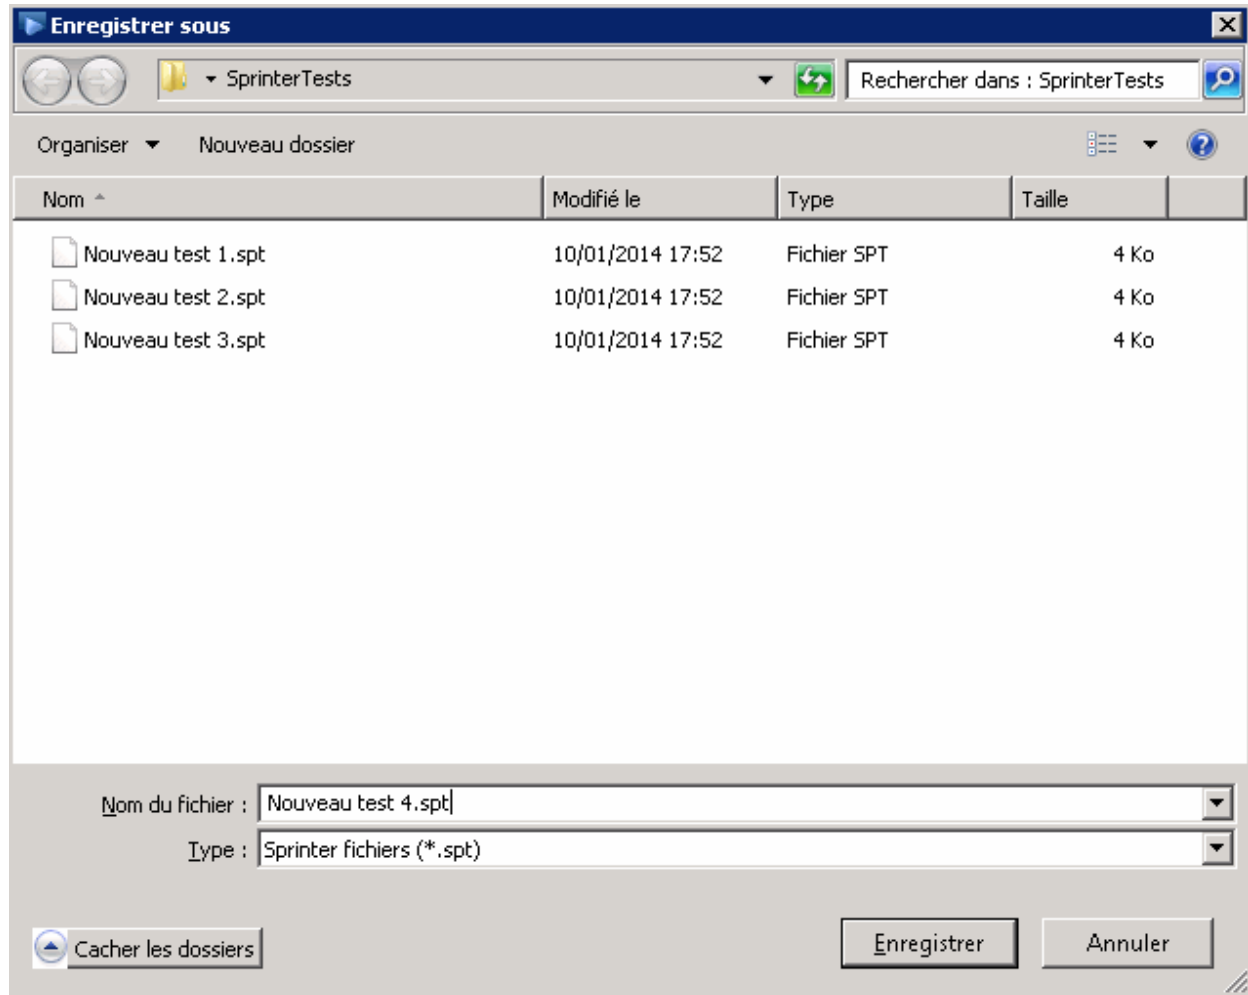 Enregistrer sous
SprinterTests
Rechercher dans : SprinterTests
Organiser Nouveau dossier
Nom Modifié le Type Taille
Nouveau test 1.spt 10/01/2014 17:52 Fichier SPT 4 Ko
Nouveau test 2.spt 10/01/2014 17:52 Fichier SPT 4 Ko
Nouveau test 3.spt 10/01/2014 17:52 Fichier SPT 4 Ko
Nom du fichier : Nouveau test 4.spt
Type : Sprinter fichiers (*.spt)
Cacher les dossiers Enregistrer Annuler